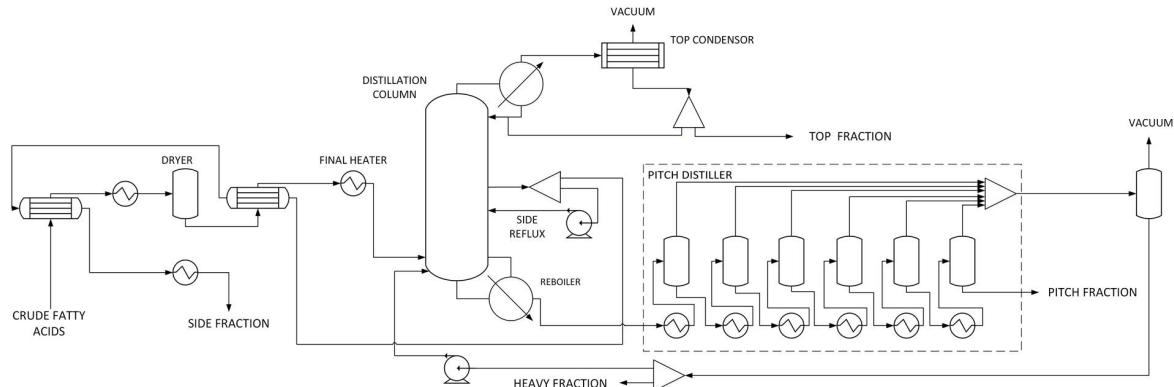 VACUUM
TOP CONDENSOR
DISTILLATION
COLUMN
TOP FRACTION
VACUUM
DRYER
FINAL HEATER
PITCH DISTILLER
SIDE
REFLUX
REBOILER
CRUDE FATTY
ACIDS
SIDE FRACTION
PITCH FRACTION
HEAVY FRACTION